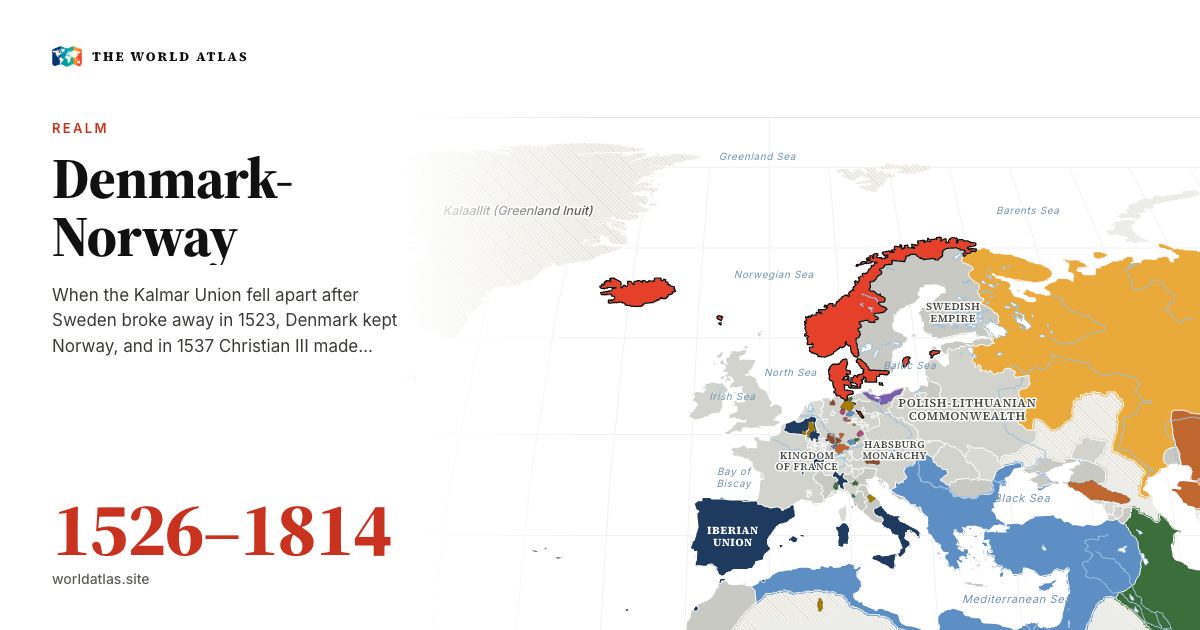 THE WORLD ATLAS
REALM
Denmark-
Norway
When the Kalmar Union fell apart after
Sweden broke away in 1523, Denmark kept
Norway, and in 1537 Christian III made...
1526–1814
worldatlas.site
Greenland Sea
Kalaallit (Greenland Inuit)
Barents Sea
Norwegian Sea
SWEDISH
EMPIRE
North Sea
Baltic Sea
Irish Sea
POLISH-LITHUANIAN
COMMONWEALTH
KINGDOM
OF FRANCE
HABSBURG
MONARCHY
Bay of
Biscay
Black Sea
IBERIAN
UNION
Mediterranean Se